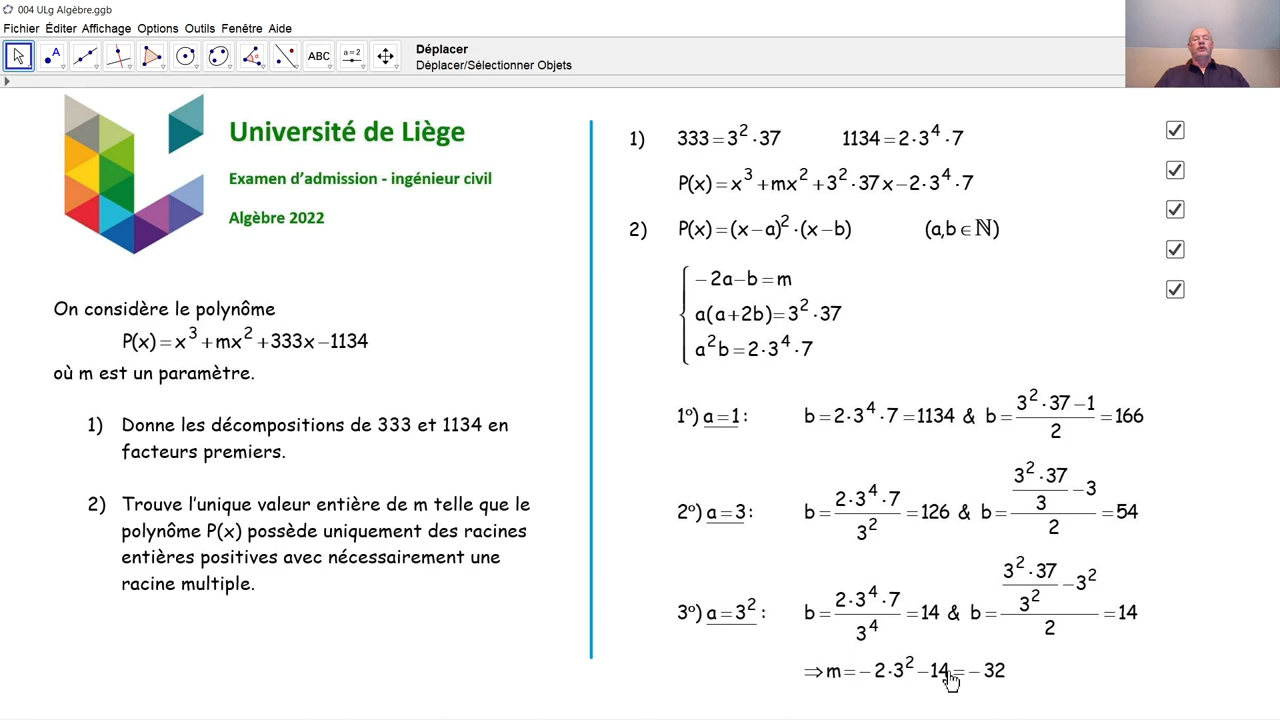 004 ULg Algèbre.ggb
Fichier Éditer Affichage Options Outils Fenêtre Aide
A
ABC
a=2
Déplacer
Déplacer/Sélectionner Objets
Université de Liège
Examen d’admission - ingénieur civil
Algèbre 2022
On considère le polynôme
P(x) = x³ + mx² + 333x − 1134
où m est un paramètre.
1) Donne les décompositions de 333 et 1134 en
facteurs premiers.
2) Trouve l'unique valeur entière de m telle que le
polynôme P(x) possède uniquement des racines
entières positives avec nécessairement une
racine multiple.
1) 333 = 3² · 37 1134 = 2 · 3⁴ · 7
P(x) = x³ + mx² + 3² · 37 x − 2 · 3⁴ · 7
2) P(x) = (x − a)² · (x − b) (a,b ∈ ℕ)
− 2a − b = m
a(a + 2b) = 3² · 37
a²b = 2 · 3⁴ · 7
1°) a = 1 : b = 2 · 3⁴ · 7 = 1134 & b = (3² · 37 − 1)/2 = 166
2°) a = 3 : b = (2 · 3⁴ · 7)/3² = 126 & b = ((3² · 37)/3 − 3)/2 = 54
3°) a = 3² : b = (2 · 3⁴ · 7)/3⁴ = 14 & b = ((3² · 37)/3² − 3²)/2 = 14
⇒ m = − 2 · 3² − 14 = − 32